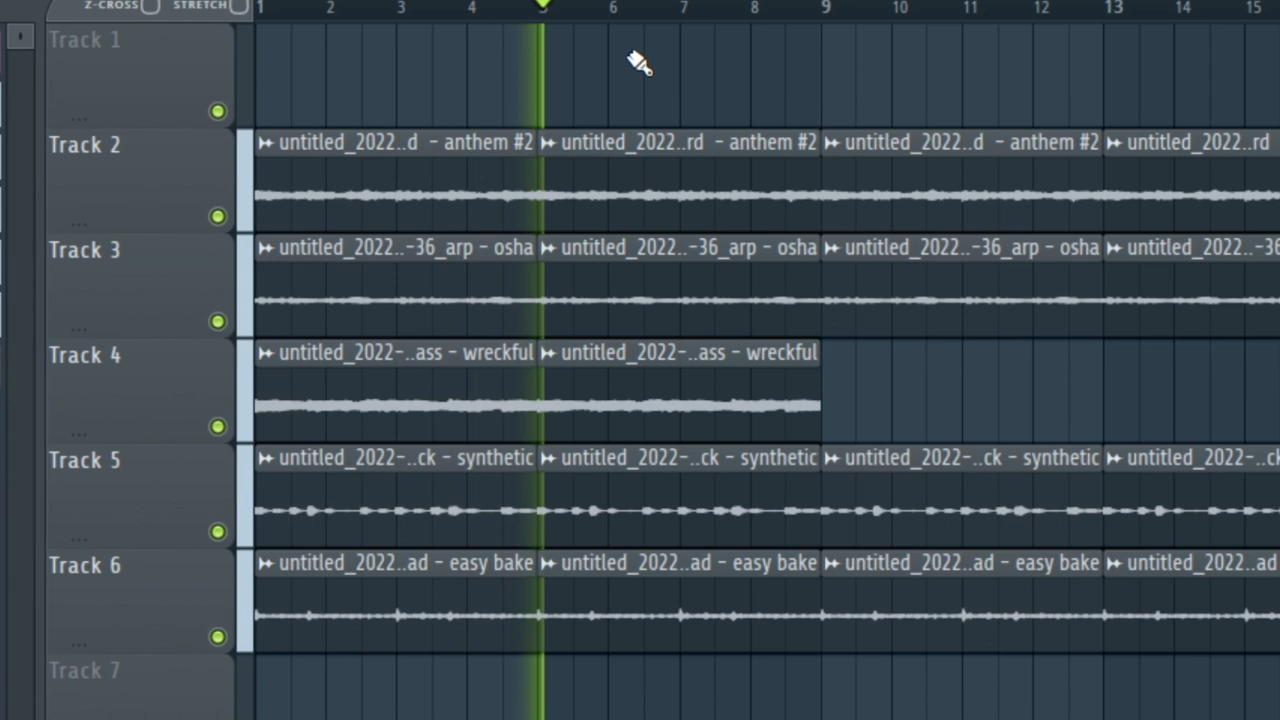 Z-CROSS STRETCH 1 2 3 4 5 6 7 8 9 10 11 12 13 14 15
Track 1
...
Track 2 untitled_2022..d - anthem #2 untitled_2022..rd - anthem #2 untitled_2022..d - anthem #2 untitled_2022..rd
...
Track 3 untitled_2022..-36_arp - osha untitled_2022..-36_arp - osha untitled_2022..-36_arp - osha untitled_2022..-36
...
Track 4 untitled_2022-..ass - wreckful untitled_2022-..ass - wreckful
...
Track 5 untitled_2022-..ck - synthetic untitled_2022-..ck - synthetic untitled_2022-..ck - synthetic untitled_2022-..ck
...
Track 6 untitled_2022..ad - easy bake untitled_2022..ad - easy bake untitled_2022..ad - easy bake untitled_2022..ad
...
Track 7